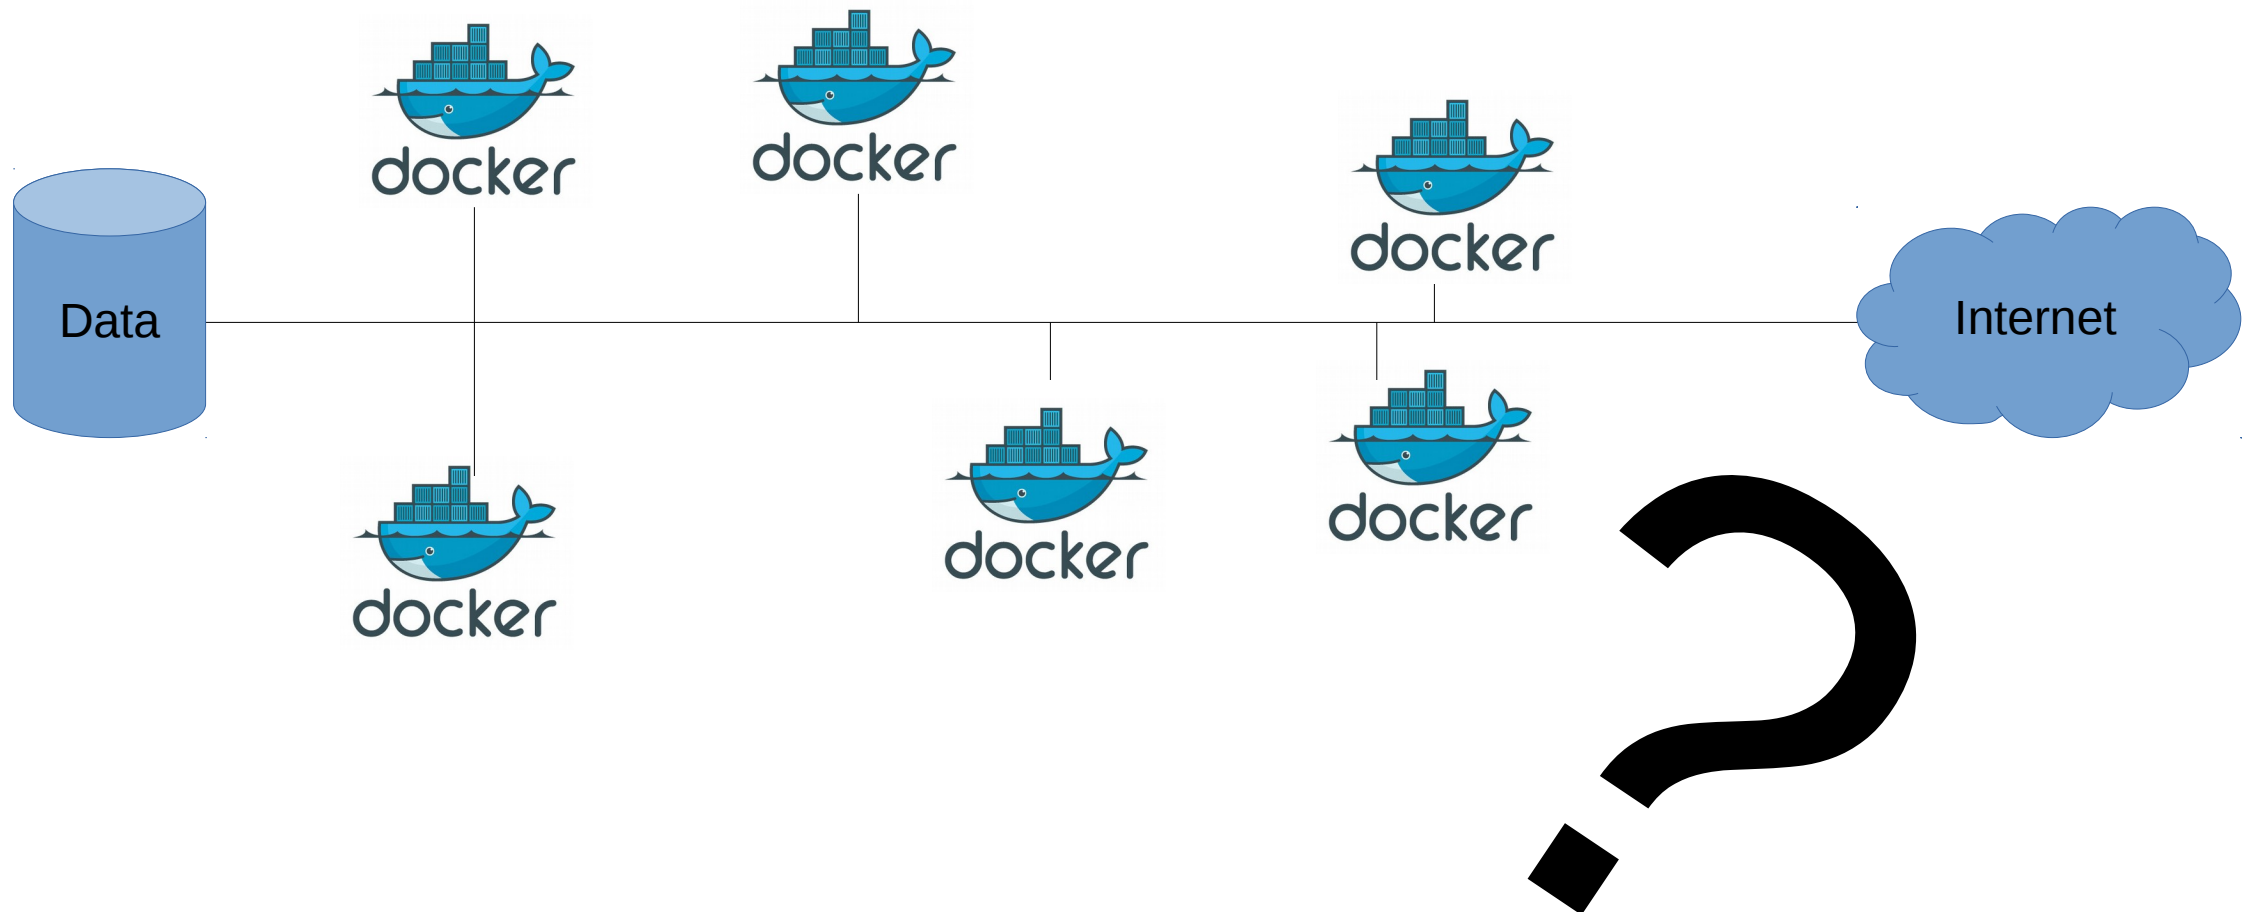 docker
docker
docker
Data
Internet
docker
docker
docker
?